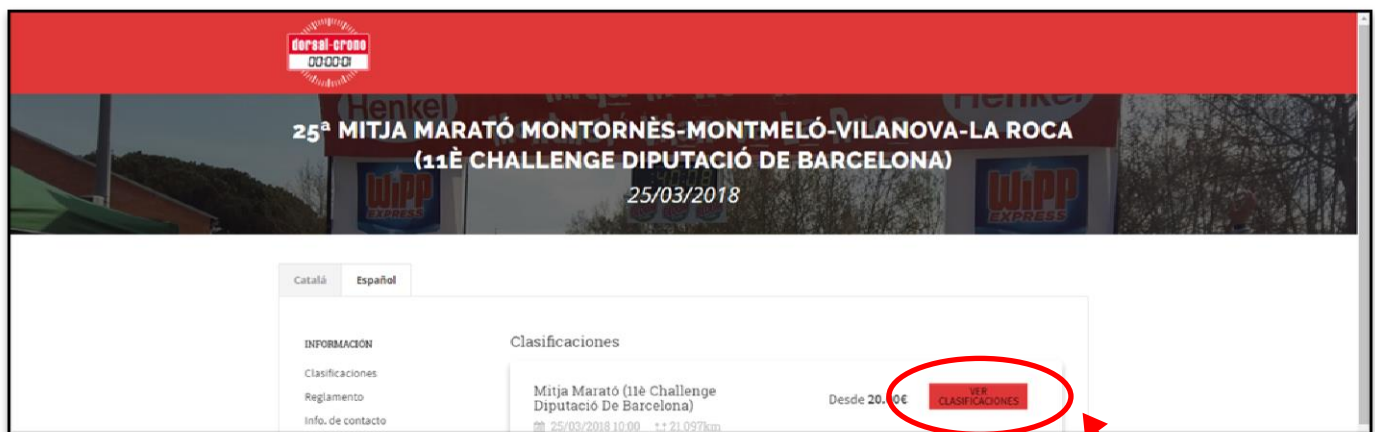 dorsal-crono
00:00:01
Henkel
Henkel
25ª MITJA MARATÓ MONTORNÈS-MONTMELÓ-VILANOVA-LA ROCA
(11È CHALLENGE DIPUTACIÓ DE BARCELONA)
25/03/2018
WiPP
EXPRESS
WiPP
EXPRESS
Català
Español
INFORMACIÓN
Clasificaciones
Reglamento
Info. de contacto
Clasificaciones
Mitja Marató (11è Challenge
Diputació De Barcelona)
25/03/2018 10:00 21.097km
Desde 20.00€
VER
CLASIFICACIONES